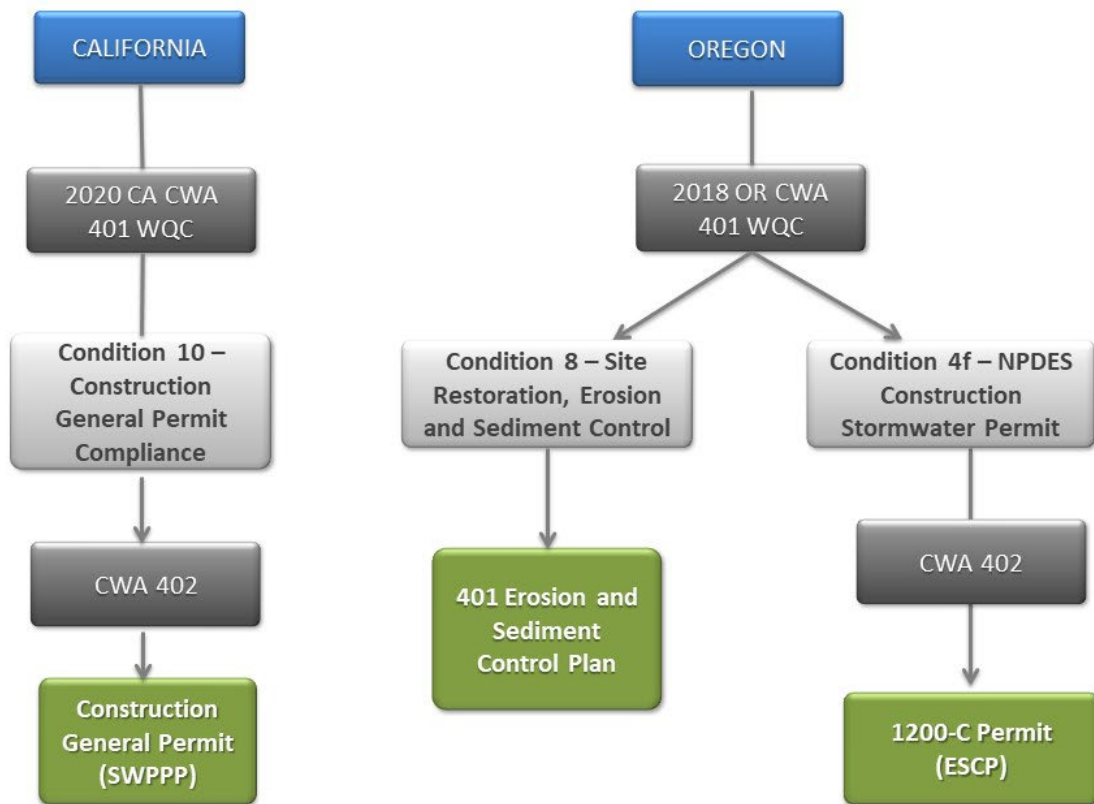 CALIFORNIA
2020 CA CWA
401 WQC
Condition 10 –
Construction
General Permit
Compliance
CWA 402
Construction
General Permit
(SWPPP)
OREGON
2018 OR CWA
401 WQC
Condition 8 – Site
Restoration, Erosion
and Sediment Control
401 Erosion and
Sediment
Control Plan
Condition 4f – NPDES
Construction
Stormwater Permit
CWA 402
1200-C Permit
(ESCP)